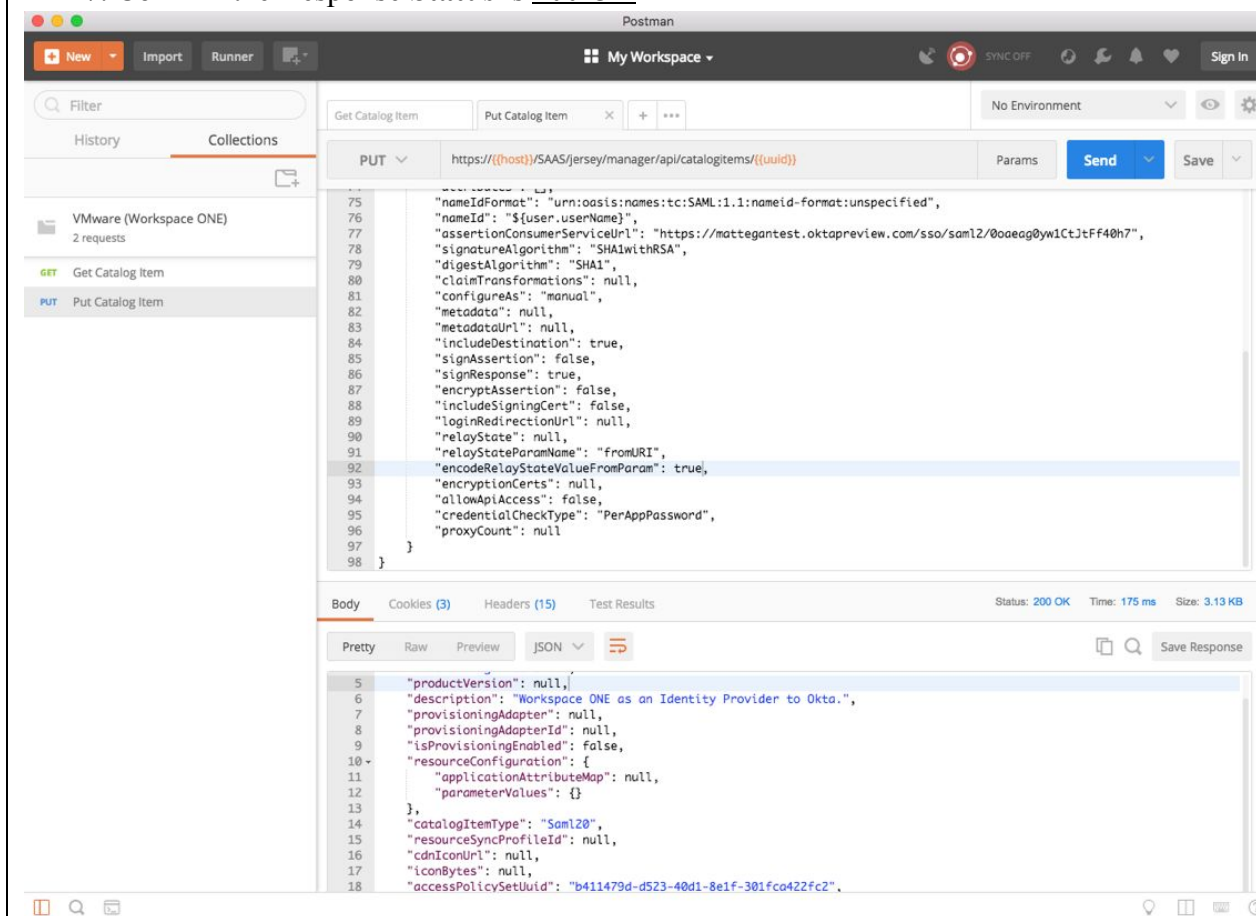 Postman
New
Import
Runner
My Workspace
SYNC OFF
Sign In
Filter
History
Collections
VMware (Workspace ONE)
2 requests
GET Get Catalog Item
PUT Put Catalog Item
Get Catalog Item
Put Catalog Item
No Environment
PUT
https://{{host}}/SAAS/jersey/manager/api/catalogitems/{{uuid}}
Params
Send
Save
75 "nameIdFormat": "urn:oasis:names:tc:SAML:1.1:nameid-format:unspecified",
76 "nameId": "${user.userName}",
77 "assertionConsumerServiceUrl": "https://mattegantest.oktapreview.com/sso/saml2/0oaeag0yw1CtJtFf40h7",
78 "signatureAlgorithm": "SHA1withRSA",
79 "digestAlgorithm": "SHA1",
80 "claimTransformations": null,
81 "configureAs": "manual",
82 "metadata": null,
83 "metadataUrl": null,
84 "includeDestination": true,
85 "signAssertion": false,
86 "signResponse": true,
87 "encryptAssertion": false,
88 "includeSigningCert": false,
89 "loginRedirectionUrl": null,
90 "relayState": null,
91 "relayStateParamName": "fromURI",
92 "encodeRelayStateValueFromParam": true,
93 "encryptionCerts": null,
94 "allowApiAccess": false,
95 "credentialCheckType": "PerAppPassword",
96 "proxyCount": null
97 }
98 }
Body
Cookies (3)
Headers (15)
Test Results
Status: 200 OK
Time: 175 ms
Size: 3.13 KB
Pretty
Raw
Preview
JSON
Save Response
5 "productVersion": null,
6 "description": "Workspace ONE as an Identity Provider to Okta.",
7 "provisioningAdapter": null,
8 "provisioningAdapterId": null,
9 "isProvisioningEnabled": false,
10 "resourceConfiguration": {
11 "applicationAttributeMap": null,
12 "parameterValues": {}
13 },
14 "catalogItemType": "Saml20",
15 "resourceSyncProfileId": null,
16 "cdnIconUrl": null,
17 "iconBytes": null,
18 "accessPolicySetUuid": "b411479d-d523-40d1-8e1f-301fca422fc2",